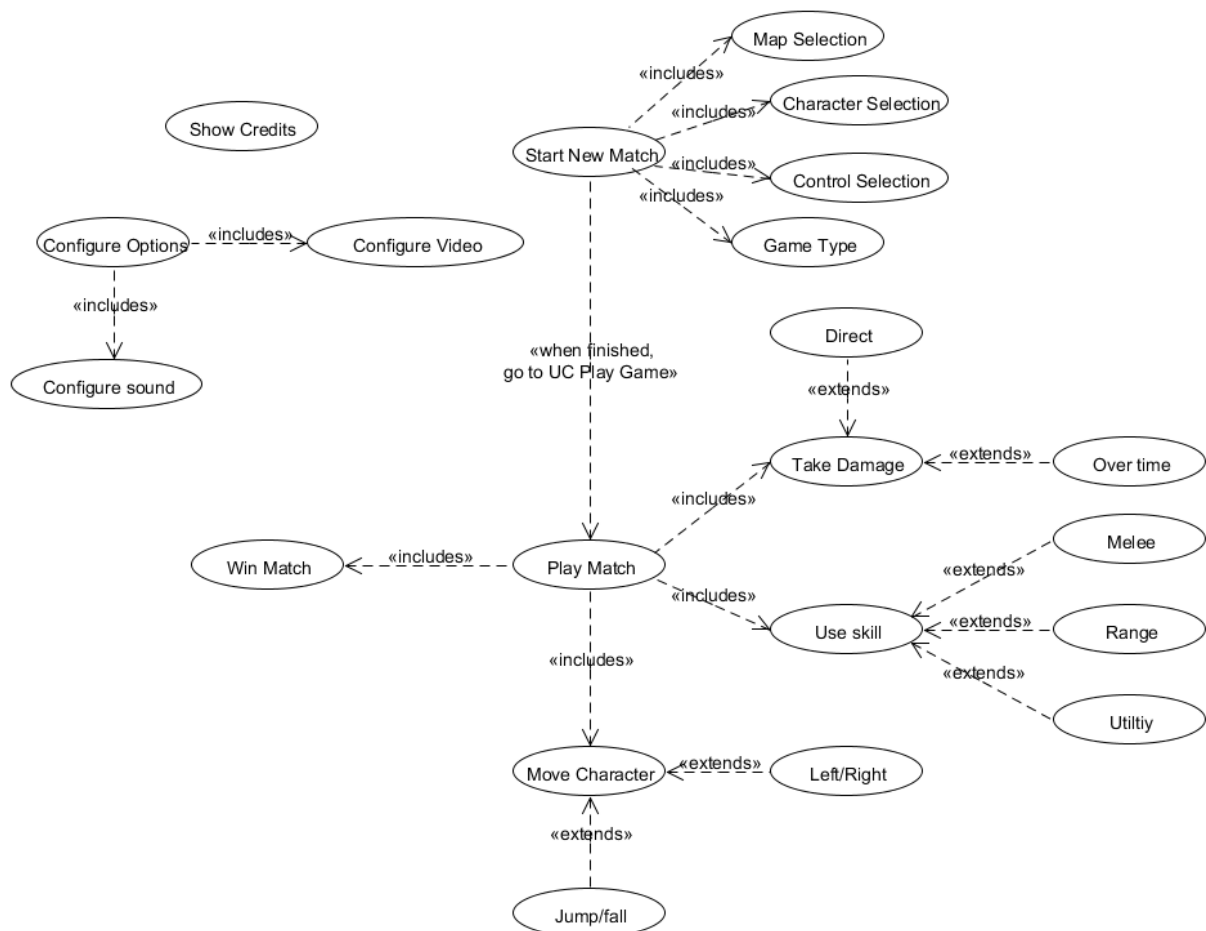 Map Selection
«includes»
Character Selection
«includes»
Show Credits
Start New Match
«includes»
Control Selection
«includes»
Configure Options
«includes»
Configure Video
Game Type
«includes»
Direct
«when finished,
go to UC Play Game»
Configure sound
«extends»
Take Damage
«extends»
Over time
«includes»
Melee
Win Match
«includes»
Play Match
«extends»
«includes»
Use skill
«extends»
Range
«includes»
«extends»
Utiltiy
Move Character
«extends»
Left/Right
«extends»
Jump/fall